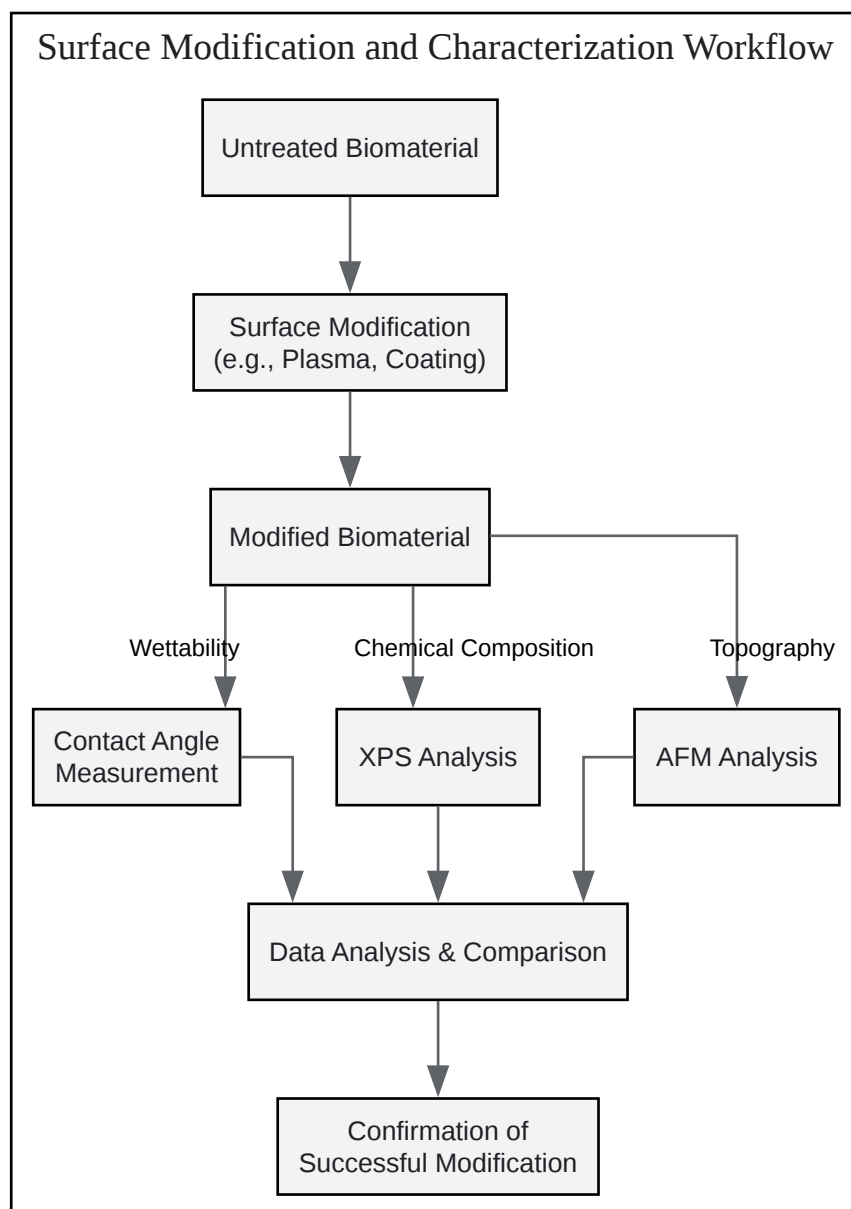 Surface Modification and Characterization Workflow
Untreated Biomaterial
Surface Modification
(e.g., Plasma, Coating)
Modified Biomaterial
Wettability
Chemical Composition
Topography
Contact Angle
Measurement
XPS Analysis
AFM Analysis
Data Analysis & Comparison
Confirmation of
Successful Modification